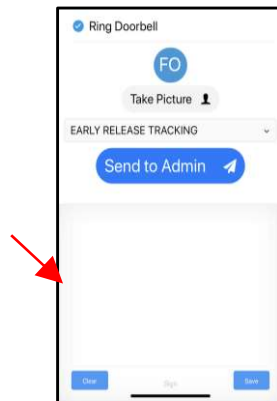 Ring Doorbell
FO
Take Picture
EARLY RELEASE TRACKING
Send to Admin
Clear Sign Save